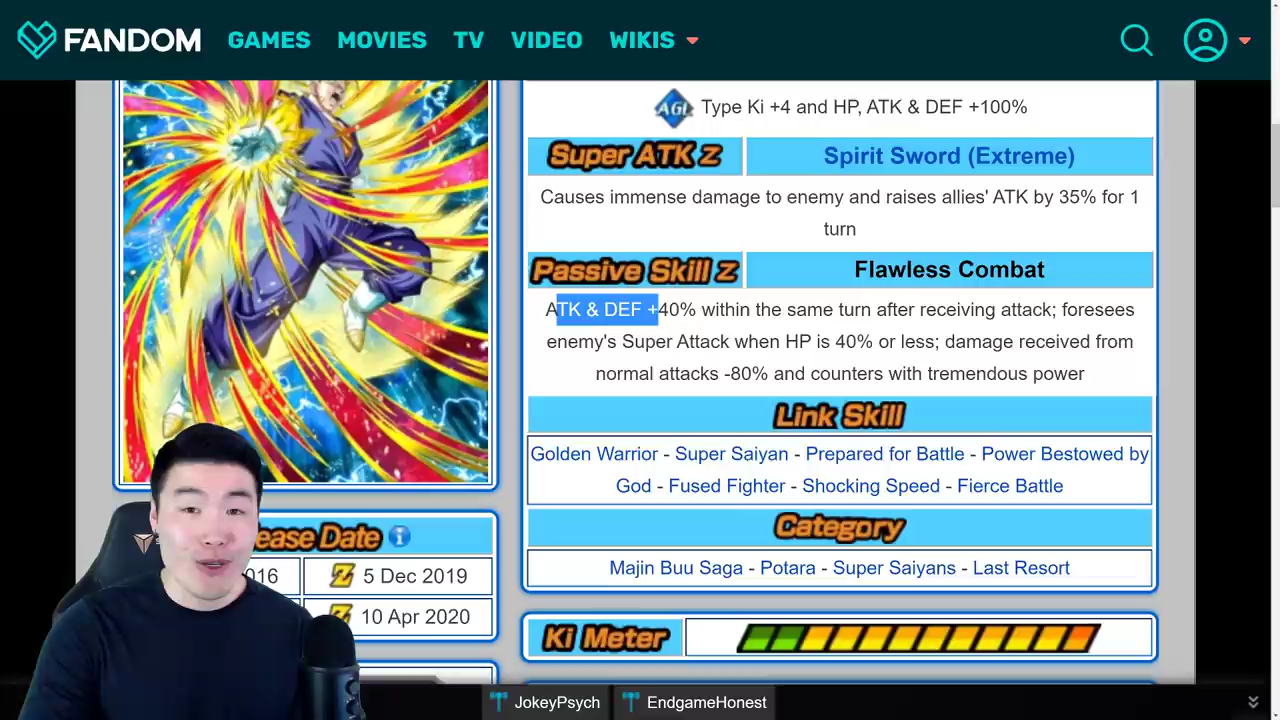 FANDOM GAMES MOVIES TV VIDEO WIKIS
AGL Type Ki +4 and HP, ATK & DEF +100%
Super ATK Z Spirit Sword (Extreme)
Causes immense damage to enemy and raises allies' ATK by 35% for 1
turn
Passive Skill Z Flawless Combat
ATK & DEF +40% within the same turn after receiving attack; foresees
enemy's Super Attack when HP is 40% or less; damage received from
normal attacks -80% and counters with tremendous power
Link Skill
Golden Warrior - Super Saiyan - Prepared for Battle - Power Bestowed by
God - Fused Fighter - Shocking Speed - Fierce Battle
Category
Majin Buu Saga - Potara - Super Saiyans - Last Resort
Ki Meter
ease Date i
016 Z 5 Dec 2019
Z 10 Apr 2020
JokeyPsych EndgameHonest